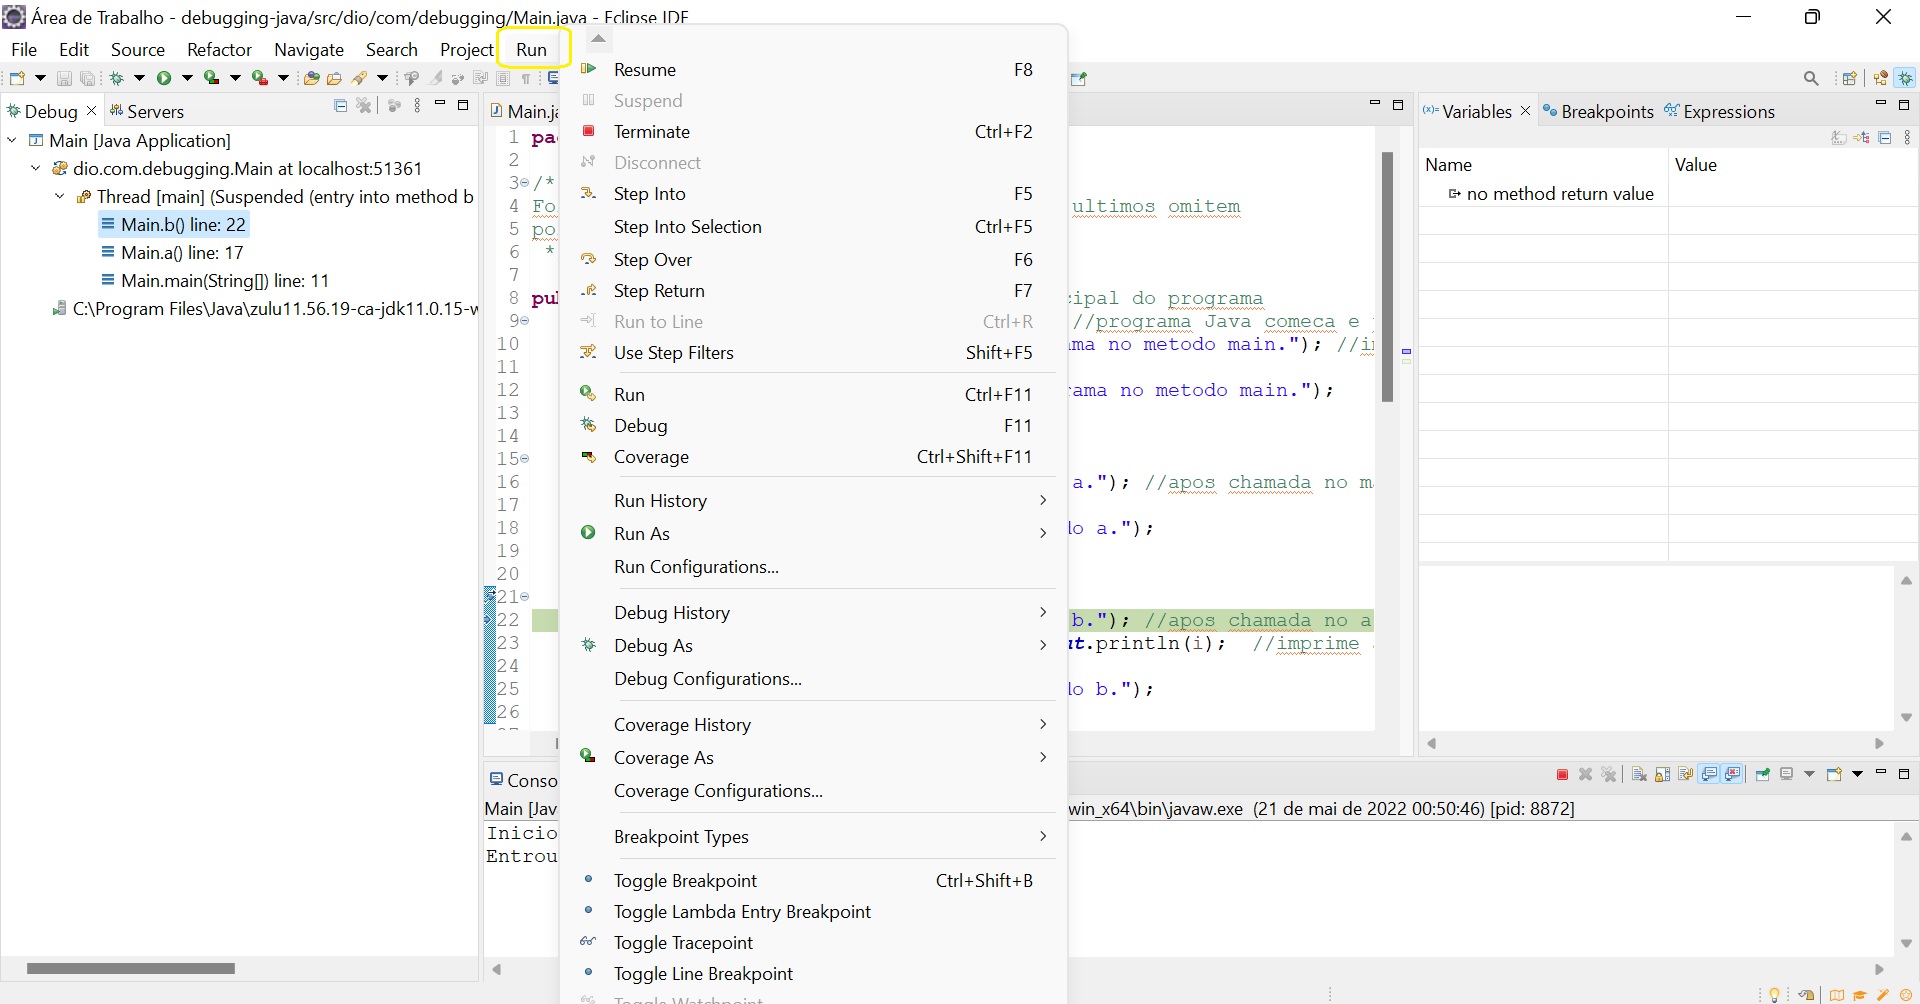 Área de Trabalho - debugging-java/src/dio/com/debugging/Main.java - Eclipse IDE
File Edit Source Refactor Navigate Search Project Run
Debug Servers
Main [Java Application]
dio.com.debugging.Main at localhost:51361
Thread [main] (Suspended (entry into method b
Main.b() line: 22
Main.a() line: 17
Main.main(String[]) line: 11
C:\Program Files\Java\zulu11.56.19-ca-jdk11.0.15-w
Main.ja
1 pa
2
3 /*
4 Fo
5 po
6 *
7
8 pu
9
10
11
12
13
14
15
16
17
18
19
20
21
22
23
24
25
26
Resume F8
Suspend
Terminate Ctrl+F2
Disconnect
Step Into F5
Step Into Selection Ctrl+F5
Step Over F6
Step Return F7
Run to Line Ctrl+R
Use Step Filters Shift+F5
Run Ctrl+F11
Debug F11
Coverage Ctrl+Shift+F11
Run History
Run As
Run Configurations...
Debug History
Debug As
Debug Configurations...
Coverage History
Coverage As
Coverage Configurations...
Breakpoint Types
Toggle Breakpoint Ctrl+Shift+B
Toggle Lambda Entry Breakpoint
Toggle Tracepoint
Toggle Line Breakpoint
Toggle Watchpoint
ultimos omitem
cipal do programa
//programa Java comeca e
ma no metodo main."); //i
ama no metodo main.");
a."); //apos chamada no m
do a.");
b."); //apos chamada no a
ut.println(i); //imprime
do b.");
Variables Breakpoints Expressions
Name Value
no method return value
Conso
Main [Jav
win_x64\bin\javaw.exe (21 de mai de 2022 00:50:46) [pid: 8872]
Inicio
Entrou